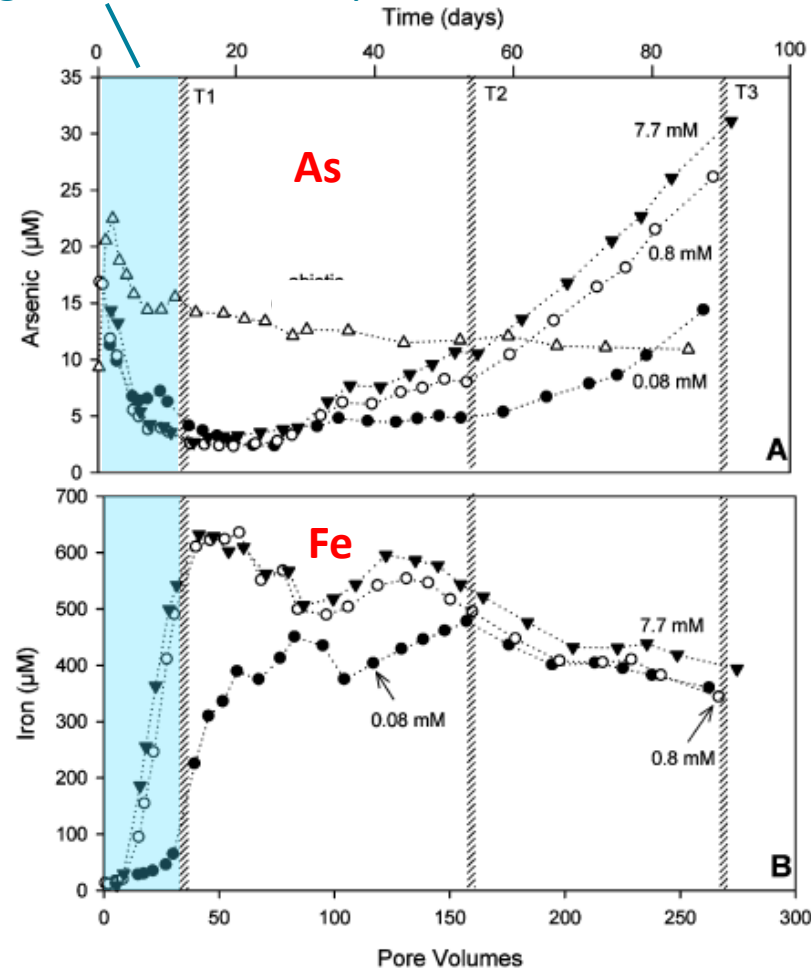 Time (days)
0 20 40 60 80 100
35
30
25
20
15
10
5
0
Arsenic (µM)
T1
T2
T3
As
7.7 mM
0.8 mM
0.08 mM
A
700
600
500
400
300
200
100
0
Iron (µM)
Fe
7.7 mM
0.08 mM
0.8 mM
B
0 50 100 150 200 250 300
Pore Volumes